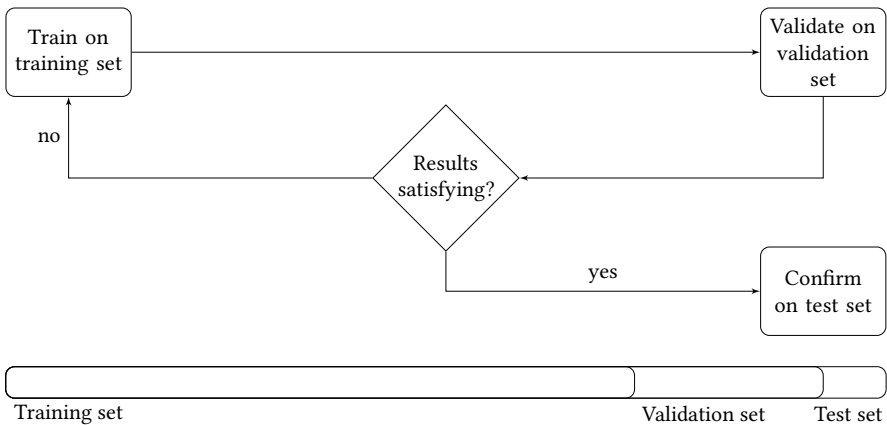 Train on
training set
Validate on
validation
set
no
Results
satisfying?
yes
Confirm
on test set
Training set
Validation set
Test set